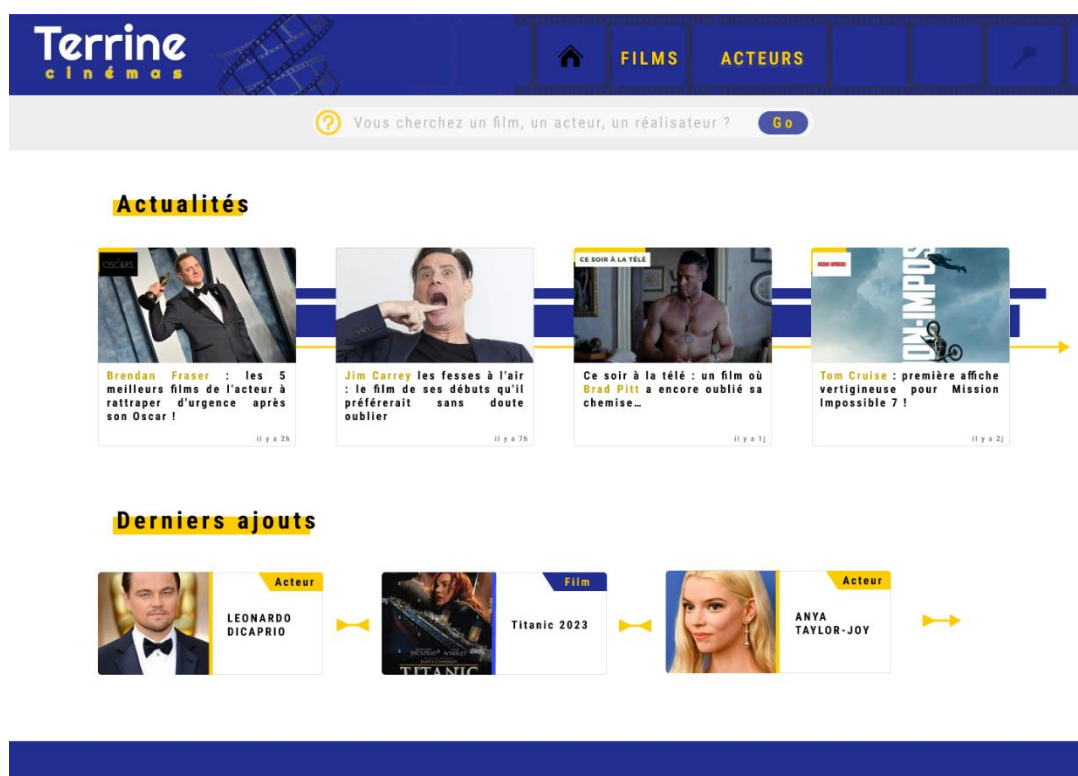 Terrine
cinémas
FILMS
ACTEURS
Vous cherchez un film, un acteur, un réalisateur ?
Go
Actualités
OSCARS
Brendan Fraser : les 5
meilleurs films de l'acteur à
rattraper d'urgence après
son Oscar !
il y a 2h
Jim Carrey les fesses à l'air
: le film de ses débuts qu'il
préférerait sans doute
oublier
il y a 7h
CE SOIR À LA TÉLÉ
Ce soir à la télé : un film où
Brad Pitt a encore oublié sa
chemise…
il y a 1j
ON-IMPOS
Tom Cruise : première affiche
vertigineuse pour Mission
Impossible 7 !
il y a 2j
Derniers ajouts
Acteur
LEONARDO
DICAPRIO
Film
TITANIC
Titanic 2023
Acteur
ANYA
TAYLOR-JOY